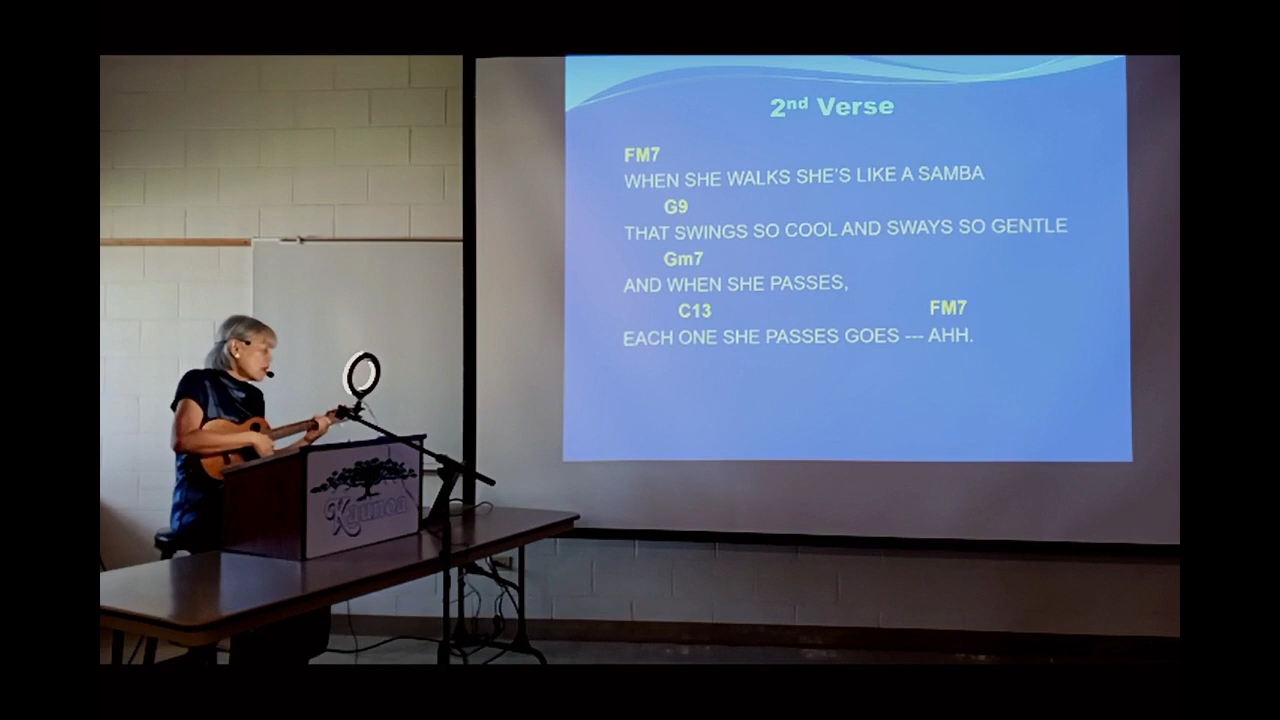 2nd Verse
FM7
WHEN SHE WALKS SHE'S LIKE A SAMBA
G9
THAT SWINGS SO COOL AND SWAYS SO GENTLE
Gm7
AND WHEN SHE PASSES,
C13 FM7
EACH ONE SHE PASSES GOES --- AHH.
Kaunoa